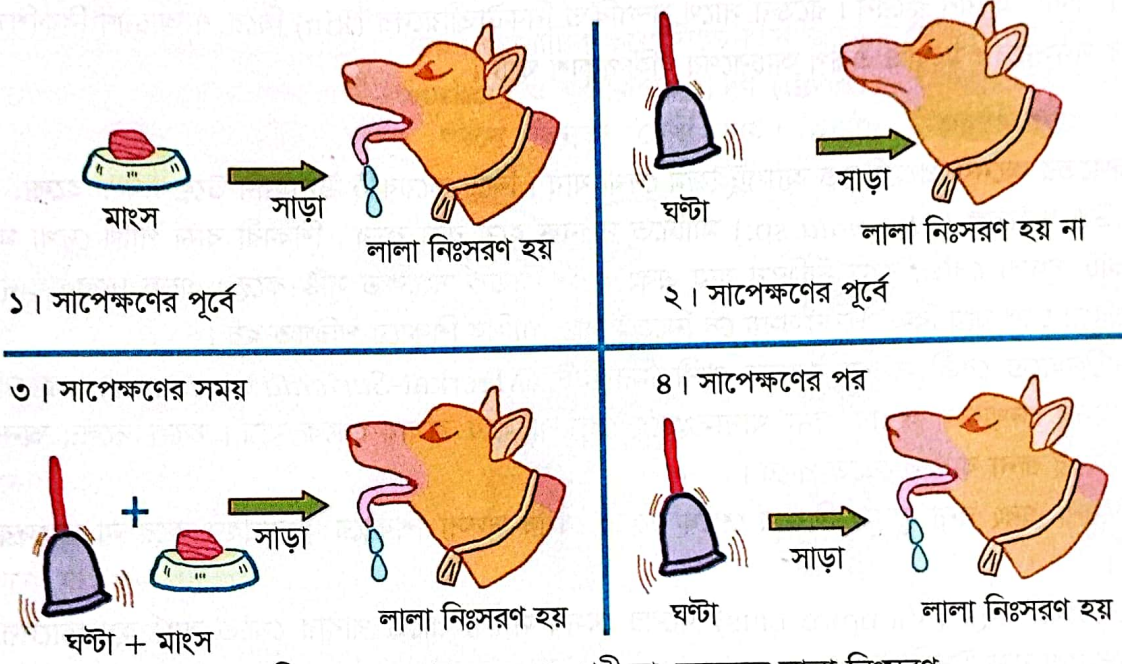 মাংস
সাড়া
লালা নিঃসরণ হয়
১। সাপেক্ষণের পূর্বে
ঘণ্টা
সাড়া
লালা নিঃসরণ হয় না
২। সাপেক্ষণের পূর্বে
৩। সাপেক্ষণের সময়
সাড়া
ঘণ্টা + মাংস
লালা নিঃসরণ হয়
৪। সাপেক্ষণের পর
সাড়া
ঘণ্টা
লালা নিঃসরণ হয়